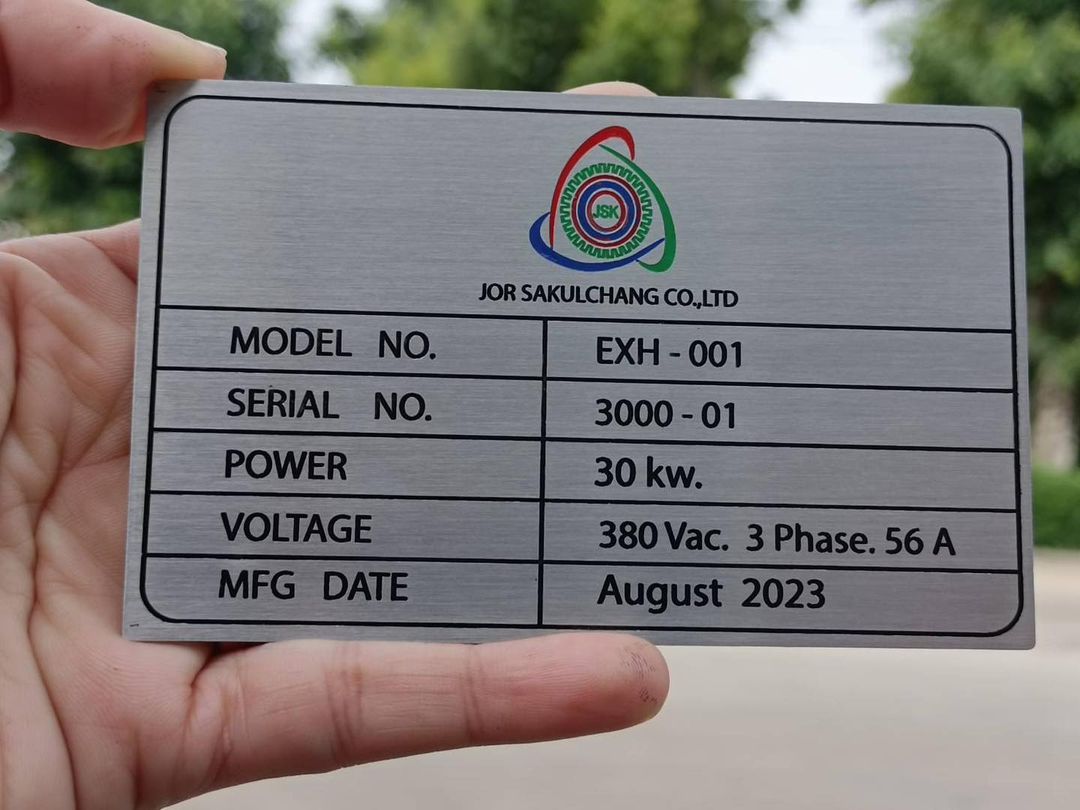 JSK
JOR SAKULCHANG CO.,LTD
MODEL NO. EXH - 001
SERIAL NO. 3000 - 01
POWER 30 kw.
VOLTAGE 380 Vac. 3 Phase. 56 A
MFG DATE August 2023